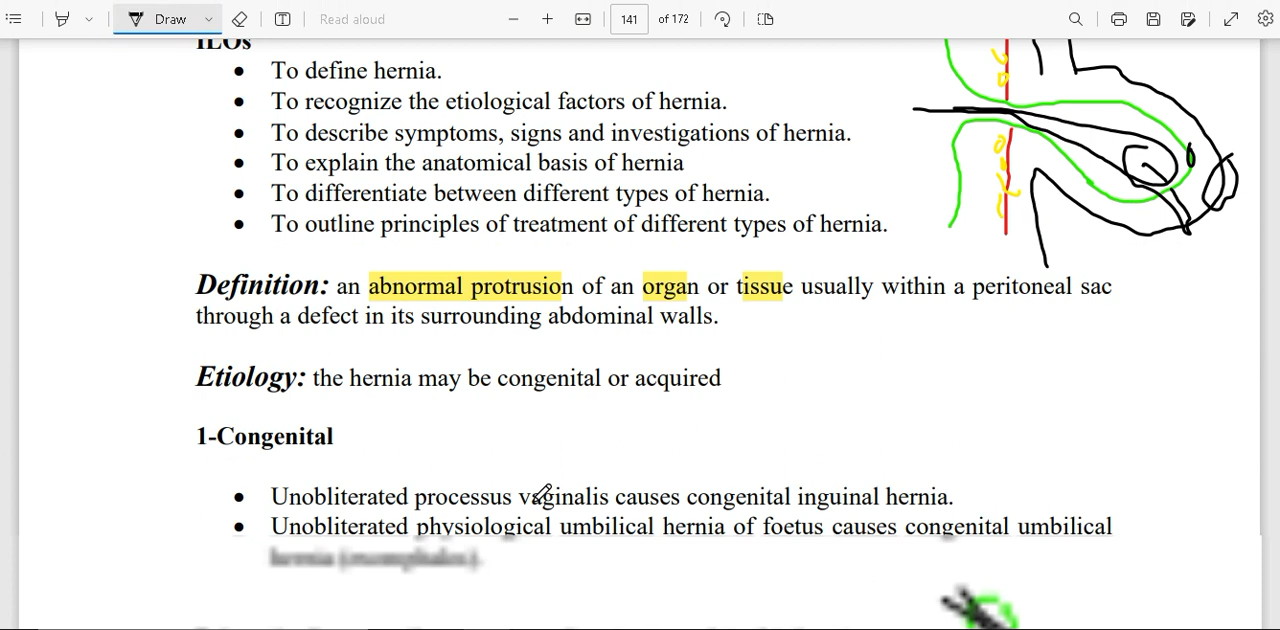 Draw
Read aloud
141
of 172
ILOs
• To define hernia.
• To recognize the etiological factors of hernia.
• To describe symptoms, signs and investigations of hernia.
• To explain the anatomical basis of hernia
• To differentiate between different types of hernia.
• To outline principles of treatment of different types of hernia.
Definition: an abnormal protrusion of an organ or tissue usually within a peritoneal sac
through a defect in its surrounding abdominal walls.
Etiology: the hernia may be congenital or acquired
1-Congenital
• Unobliterated processus vaginalis causes congenital inguinal hernia.
• Unobliterated physiological umbilical hernia of foetus causes congenital umbilical